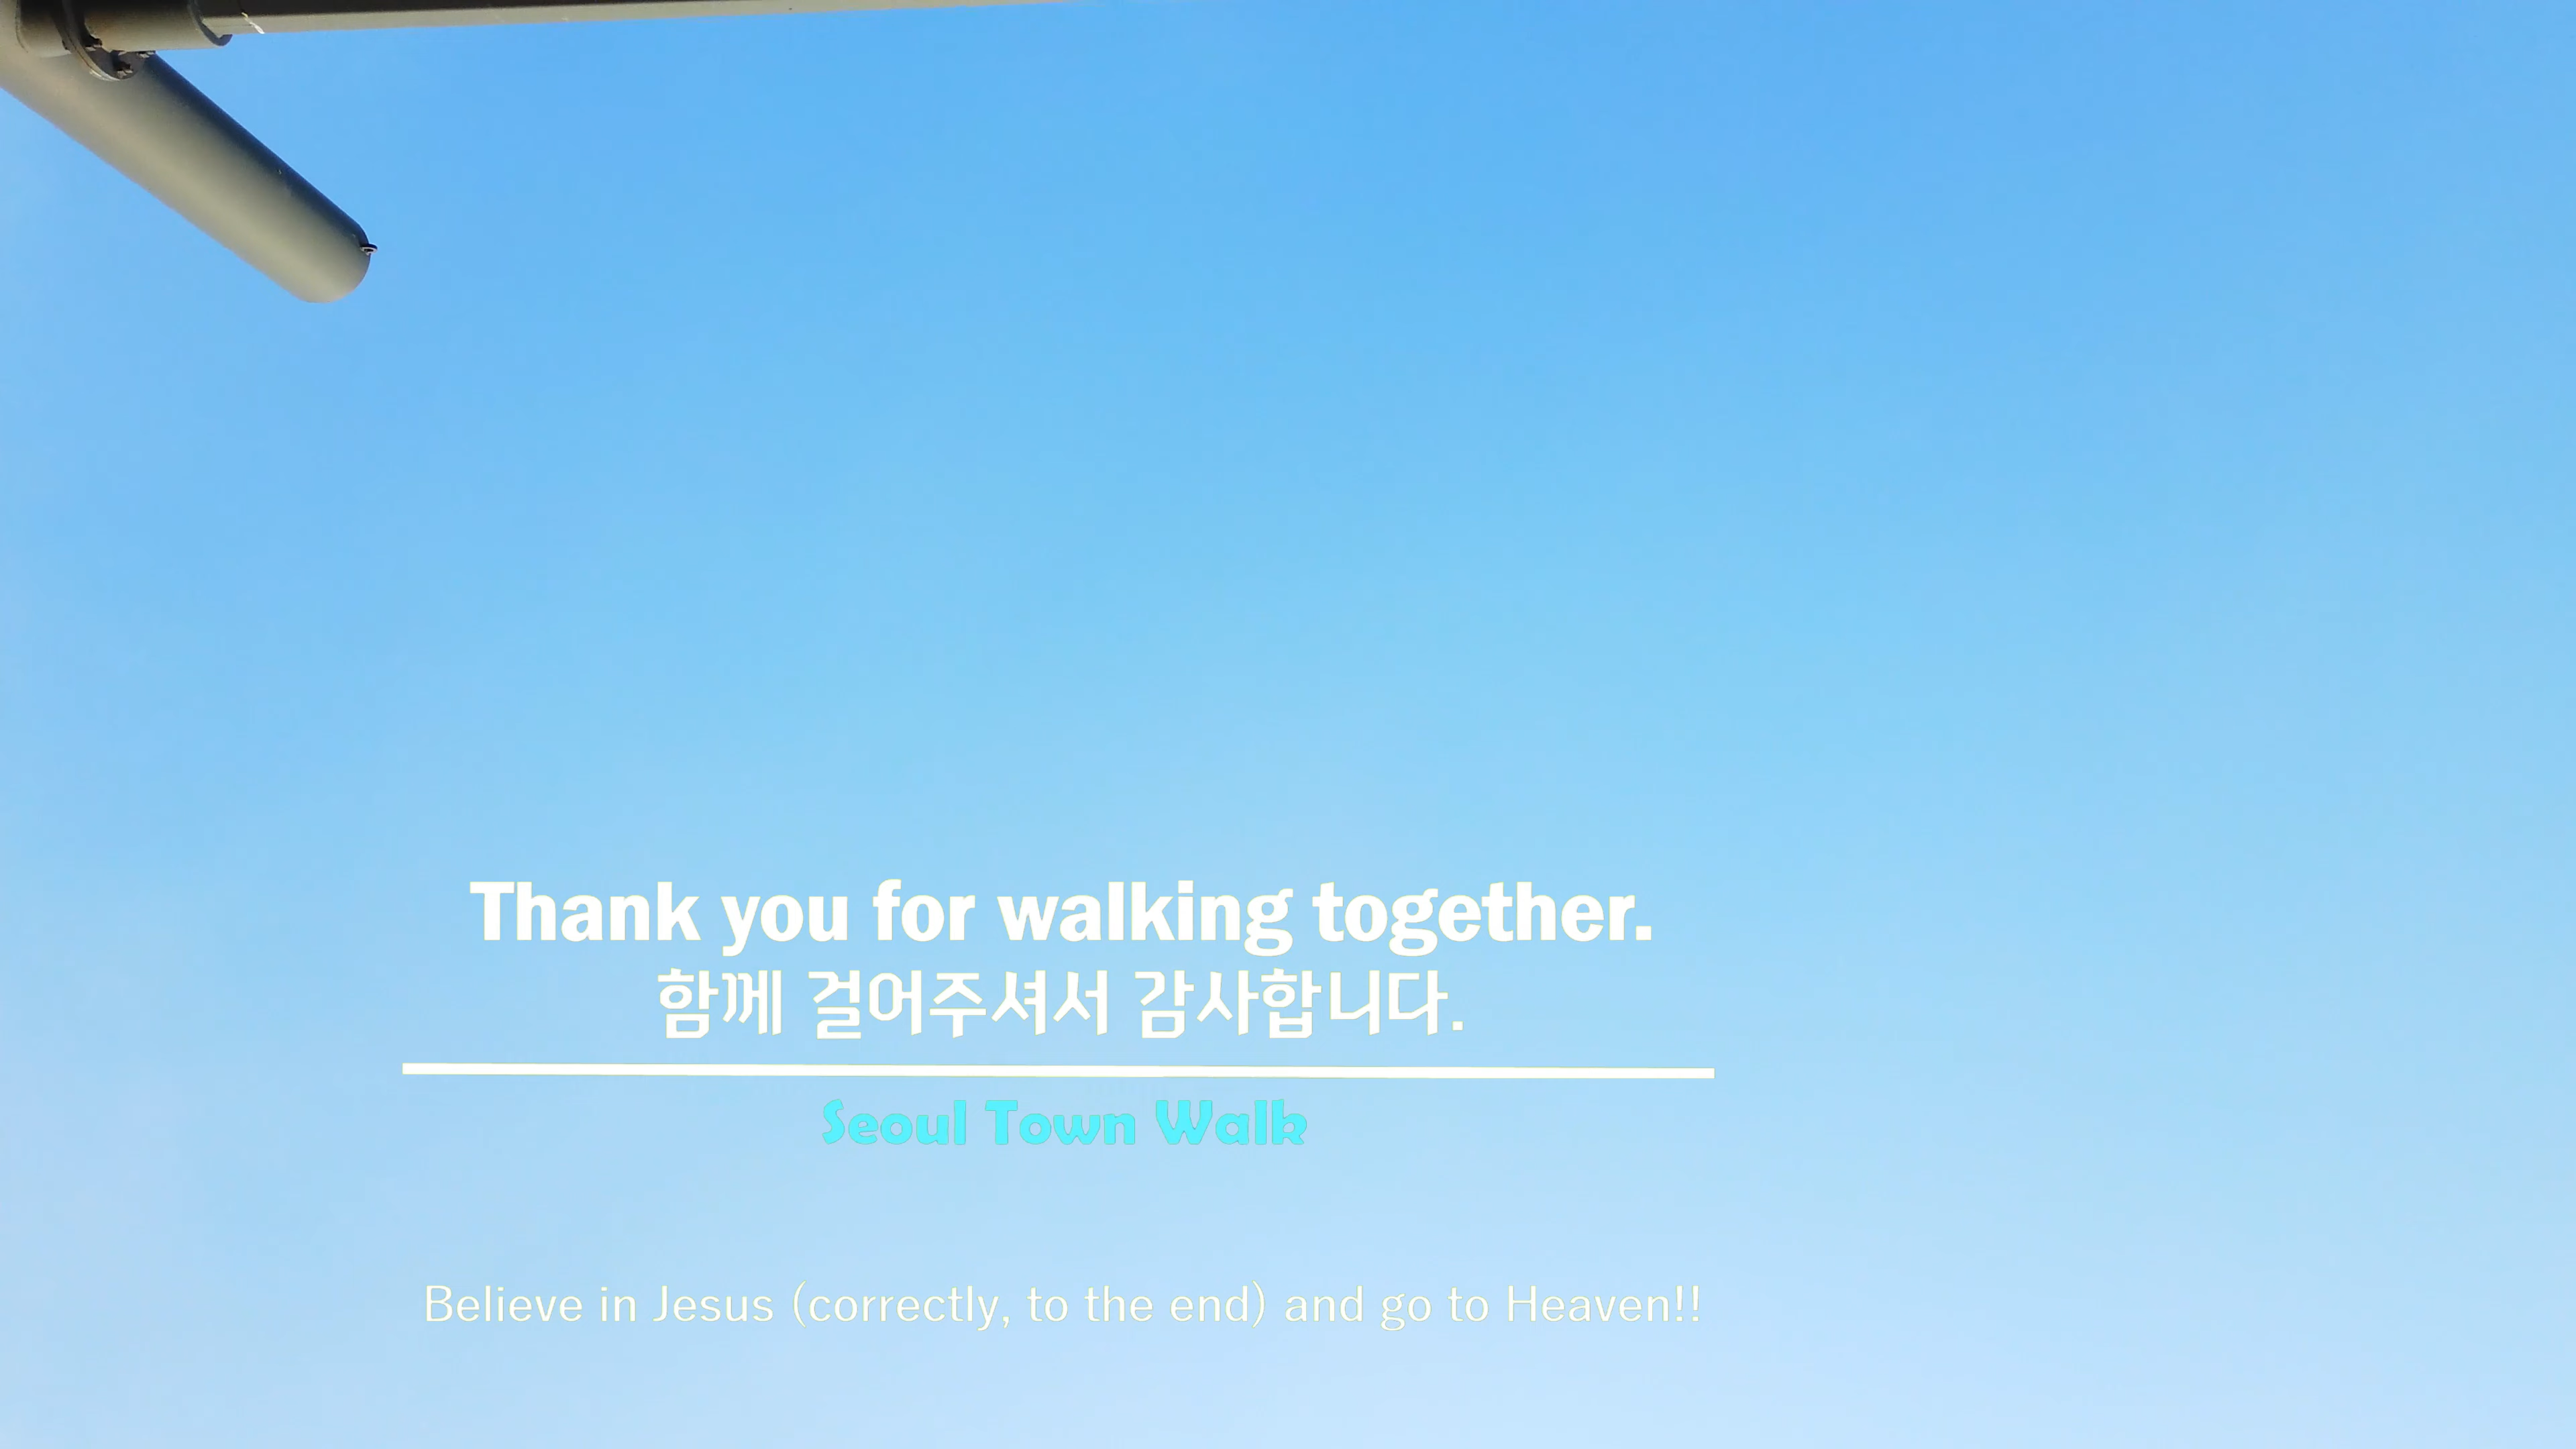 Thank you for walking together.
함께 걸어주셔서 감사합니다.
Seoul Town Walk
Believe in Jesus (correctly, to the end) and go to Heaven!!